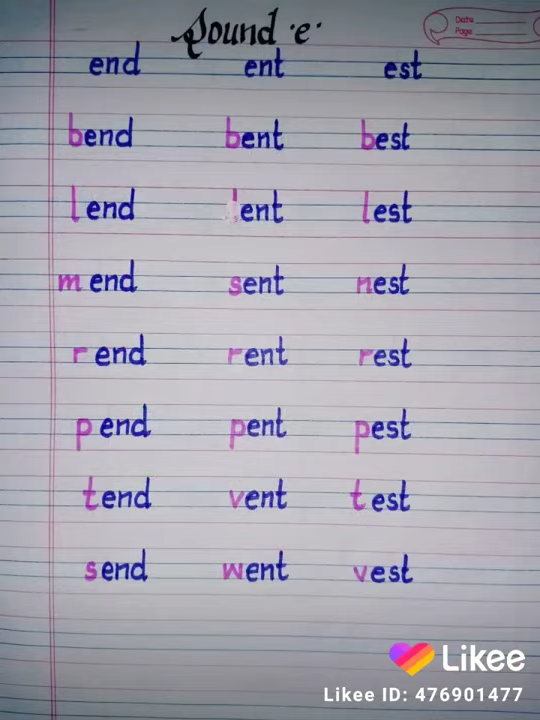 Sound 'e'
Date
Page
end ent est
bend bent best
lend lent lest
mend sent nest
rend rent rest
pend pent pest
tend vent test
send went vest
Likee
Likee ID: 476901477